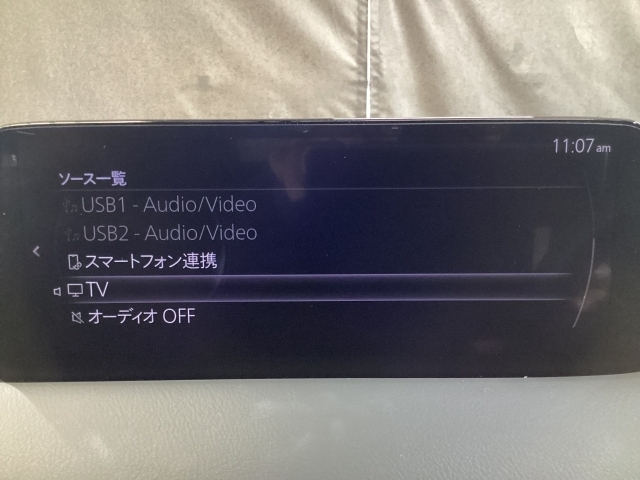 11:07 am
ソース一覧
USB1 - Audio/Video
USB2 - Audio/Video
スマートフォン連携
TV
オーディオ OFF